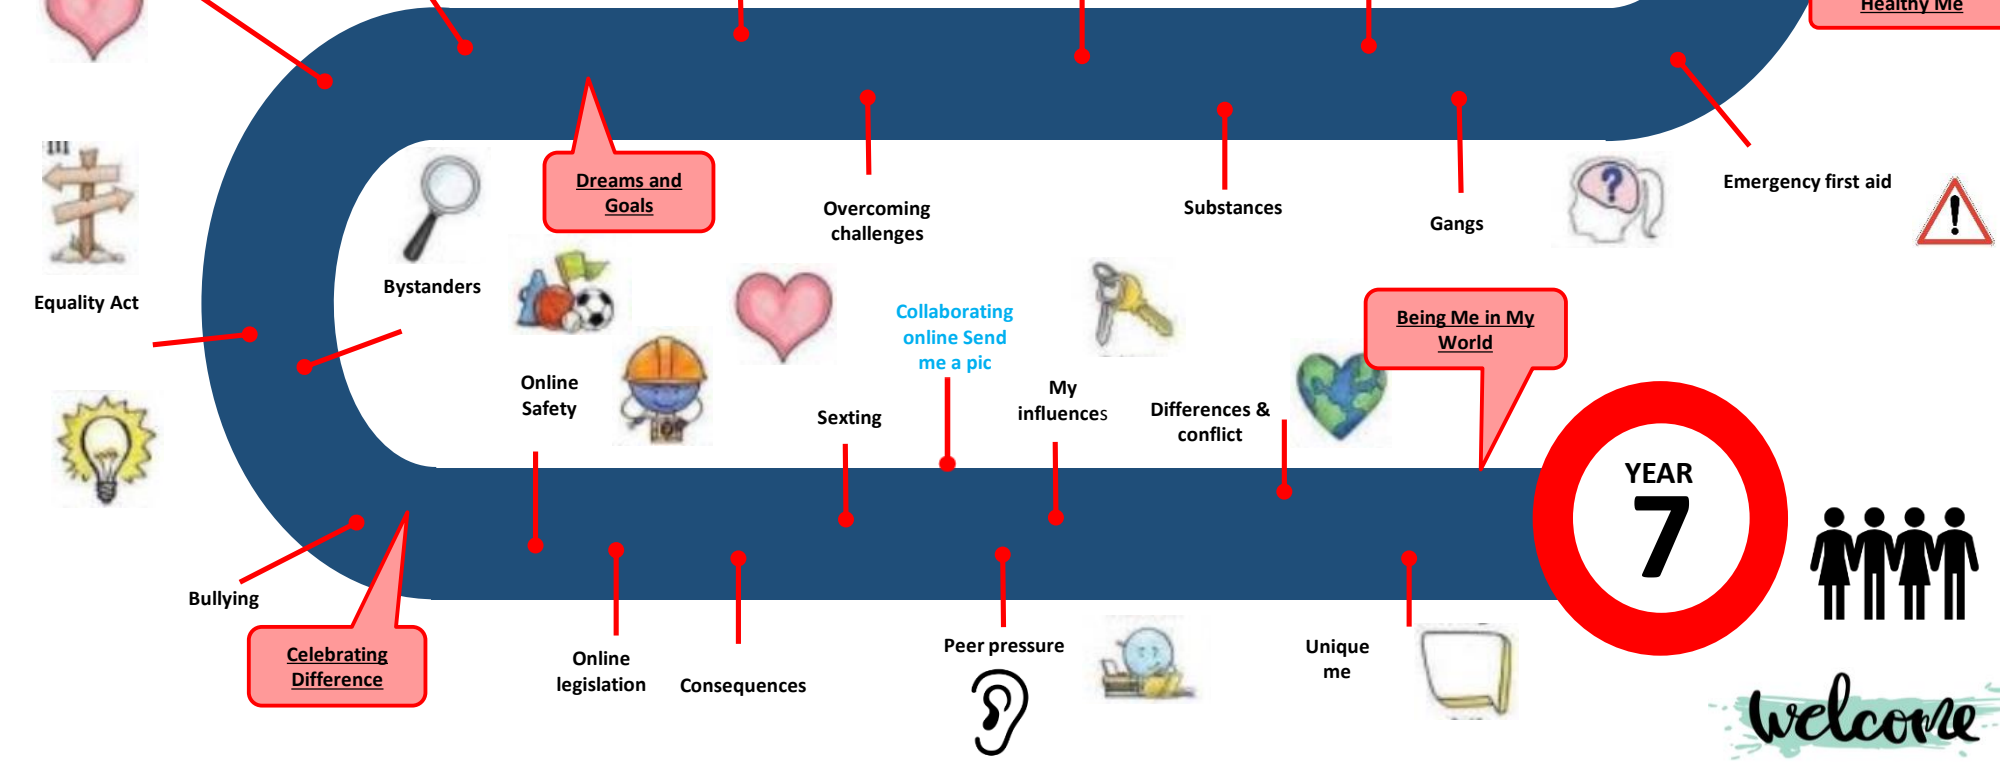 Healthy Me
Dreams and
Goals
Overcoming
challenges
Substances
Gangs
Emergency first aid
Equality Act
Bystanders
Online
Safety
Sexting
Collaborating
online Send
me a pic
My
influences
Differences &
conflict
Being Me in My
World
YEAR
7
Bullying
Celebrating
Difference
Online
legislation
Consequences
Peer pressure
Unique
me
welcome